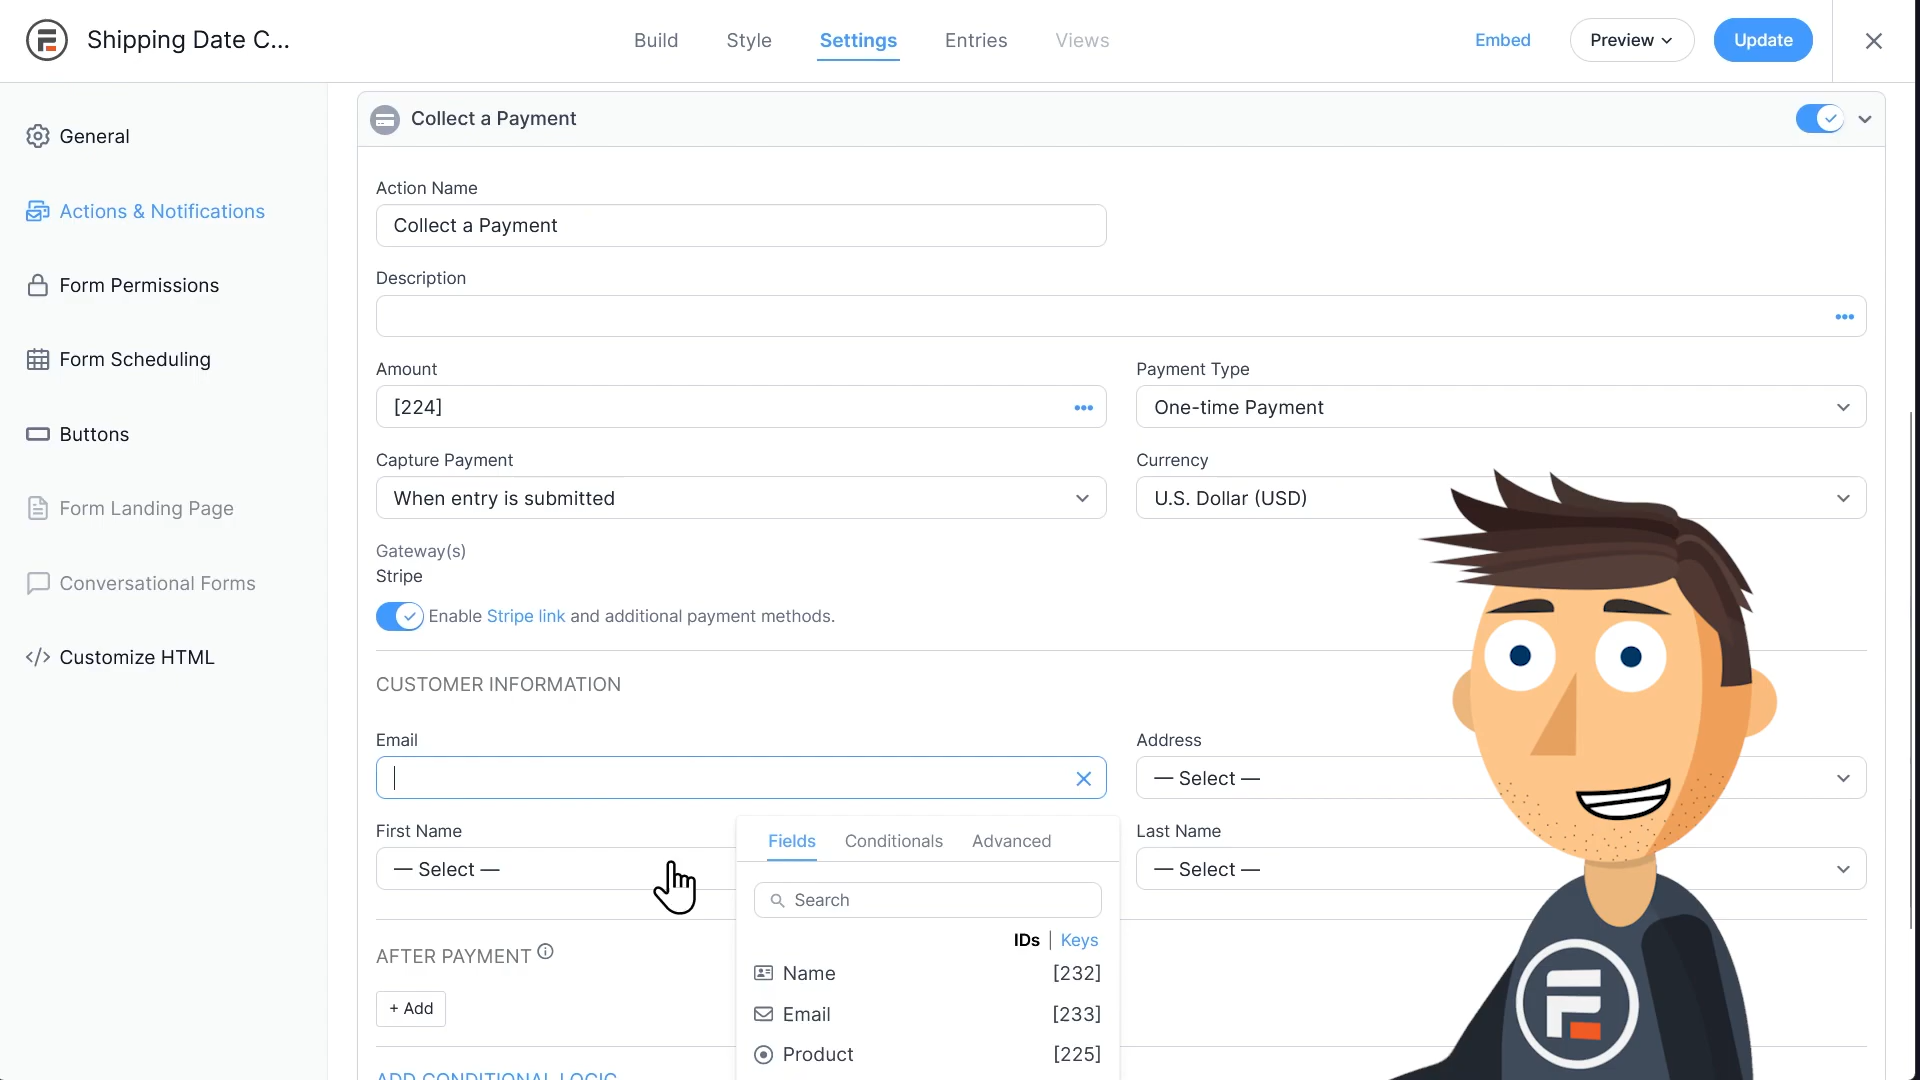 Shipping Date C...
Build
Style
Settings
Entries
Views
Embed
Preview
Update
General
Actions & Notifications
Form Permissions
Form Scheduling
Buttons
Form Landing Page
Conversational Forms
Customize HTML
Collect a Payment
Action Name
Collect a Payment
Description
Amount
[224]
Payment Type
One-time Payment
Capture Payment
When entry is submitted
Currency
U.S. Dollar (USD)
Gateway(s)
Stripe
Enable Stripe link and additional payment methods.
CUSTOMER INFORMATION
Email
Address
— Select —
First Name
— Select —
Last Name
— Select —
Fields
Conditionals
Advanced
Search
IDs | Keys
Name [232]
Email [233]
Product [225]
AFTER PAYMENT
+ Add
ADD CONDITIONAL LOGIC